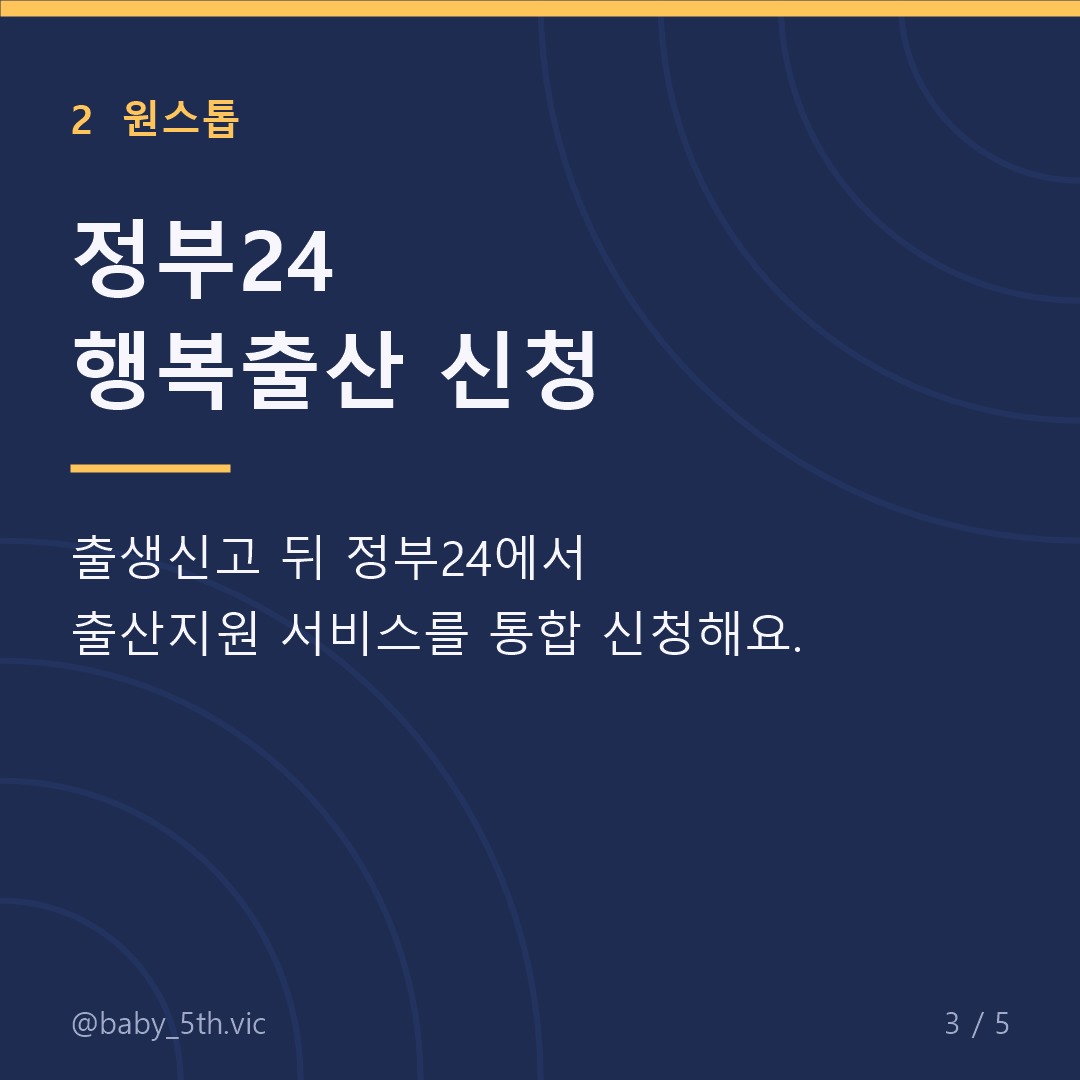 2 원스톱
정부24
행복출산 신청
출생신고 뒤 정부24에서
출산지원 서비스를 통합 신청해요.
@baby_5th.vic
3 / 5